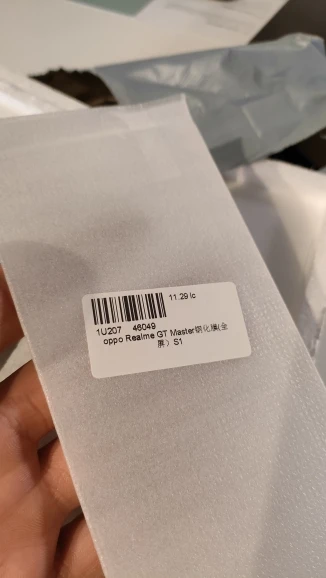 11.29 lc
1U207 46049
oppo Realme GT Master钢化膜(全
屏）S1